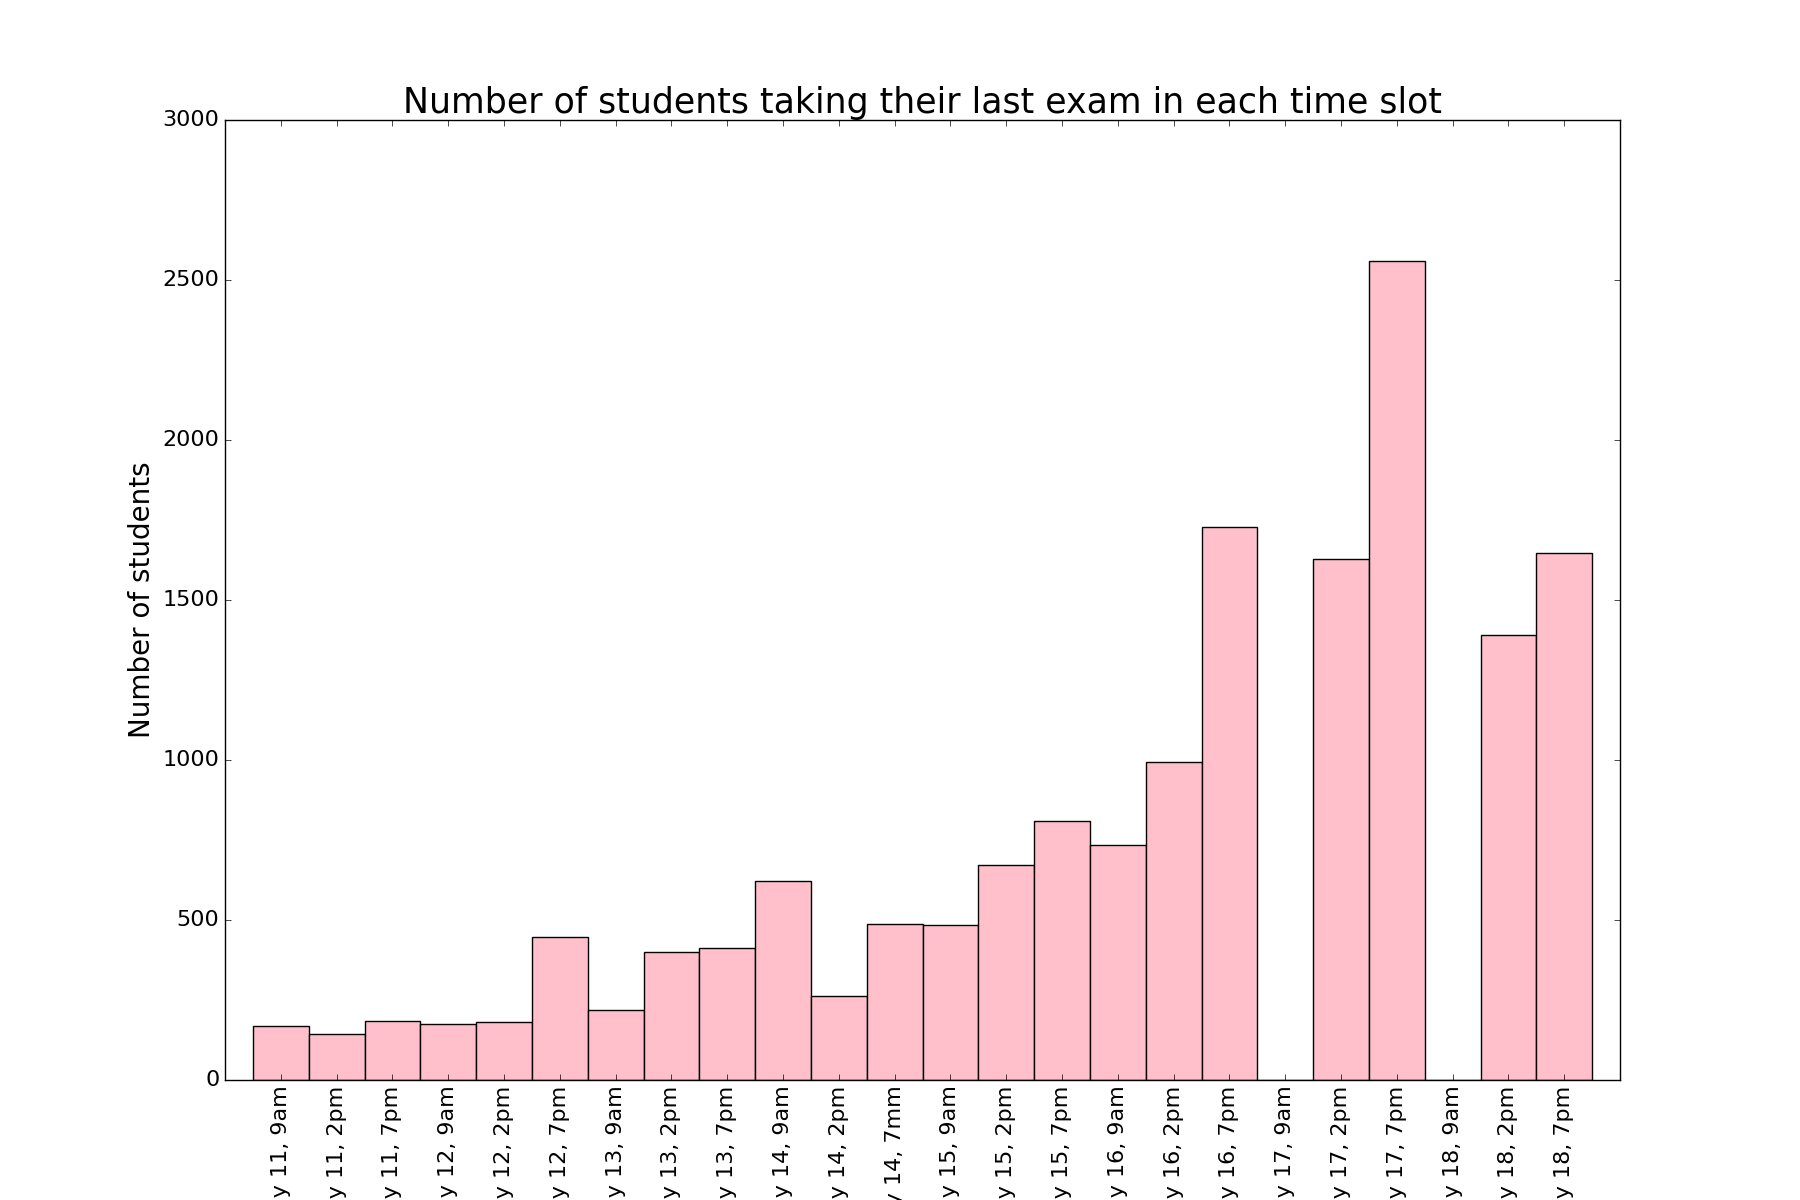 Number of students taking their last exam in each time slot
Number of students
3000
2500
2000
1500
1000
500
0
y 11, 9am
y 11, 2pm
y 11, 7pm
y 12, 9am
y 12, 2pm
y 12, 7pm
y 13, 9am
y 13, 2pm
y 13, 7pm
y 14, 9am
y 14, 2pm
y 14, 7mm
y 15, 9am
y 15, 2pm
y 15, 7pm
y 16, 9am
y 16, 2pm
y 16, 7pm
y 17, 9am
y 17, 2pm
y 17, 7pm
y 18, 9am
y 18, 2pm
y 18, 7pm